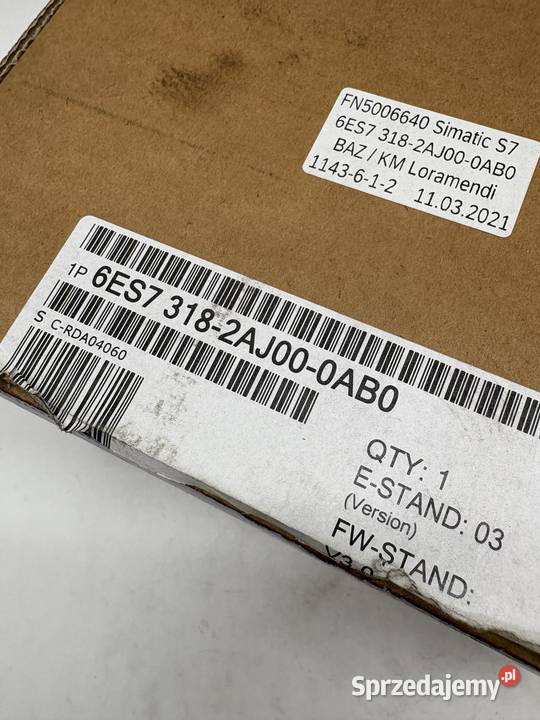 FN5006640 Simatic S7
6ES7 318-2AJ00-0AB0
BAZ / KM Loramendi
1143-6-1-2 11.03.2021
1P 6ES7 318-2AJ00-0AB0
S C-RDA04060
QTY: 1
E-STAND: 03
(Version)
FW-STAND:
Sprzedajemy.pl